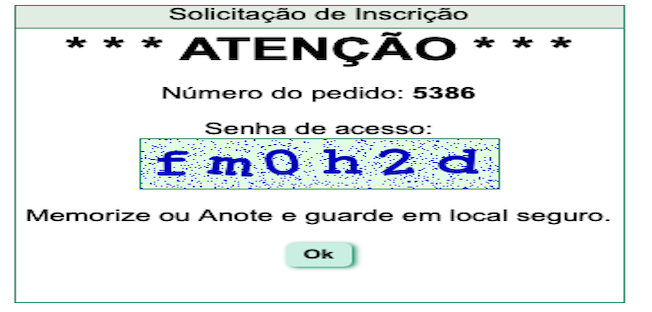 Solicitação de Inscrição
* * * ATENÇÃO * * *
Número do pedido: 5386
Senha de acesso:
fm0h2d
Memorize ou Anote e guarde em local seguro.
Ok